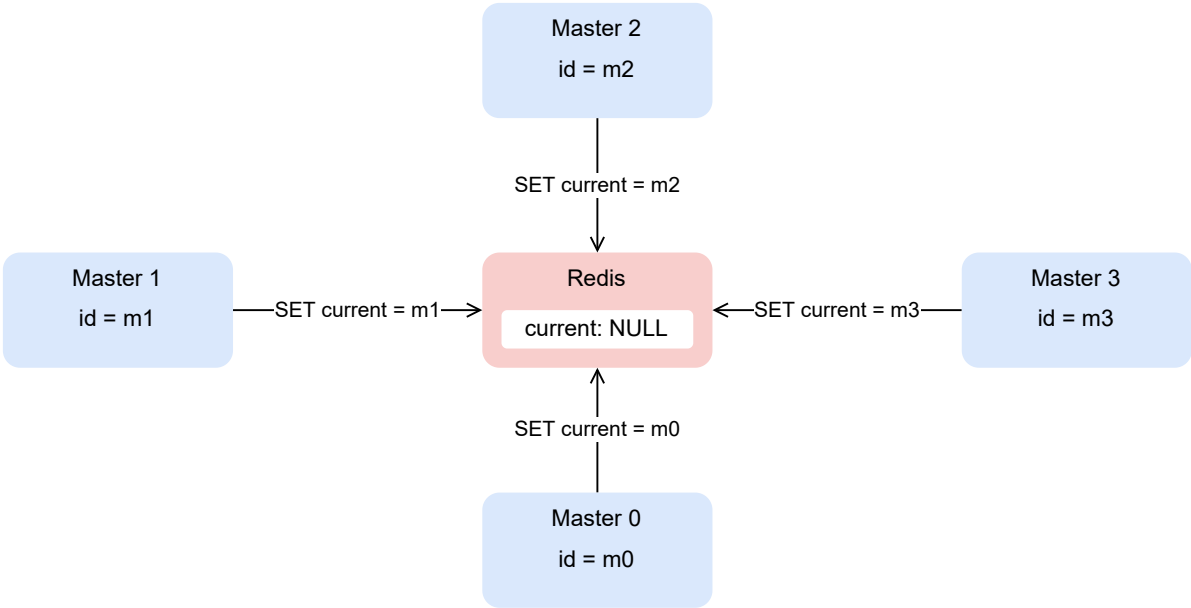 Master 2
id = m2
SET current = m2
Master 1
id = m1
SET current = m1
Redis
current: NULL
SET current = m3
Master 3
id = m3
SET current = m0
Master 0
id = m0